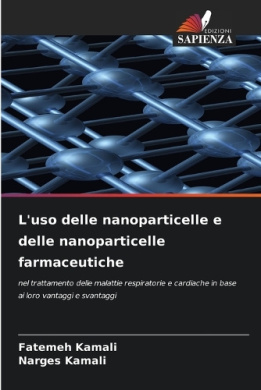 EDIZIONI
SAPIENZA
L'uso delle nanoparticelle e
delle nanoparticelle
farmaceutiche
nel trattamento delle malattie respiratorie e cardiache in base
ai loro vantaggi e svantaggi
Fatemeh Kamali
Narges Kamali